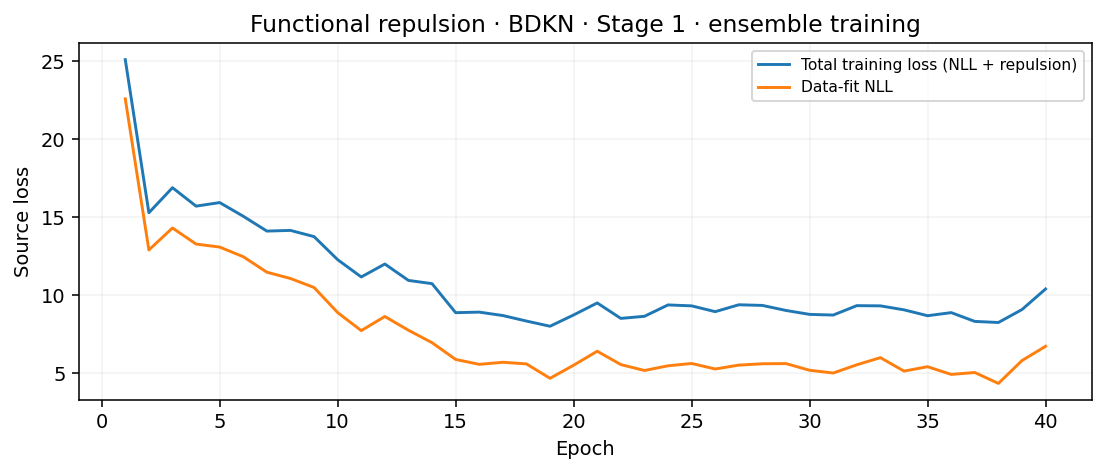 Functional repulsion · BDKN · Stage 1 · ensemble training
Total training loss (NLL + repulsion)
Data-fit NLL
Source loss
25
20
15
10
5
0 5 10 15 20 25 30 35 40
Epoch